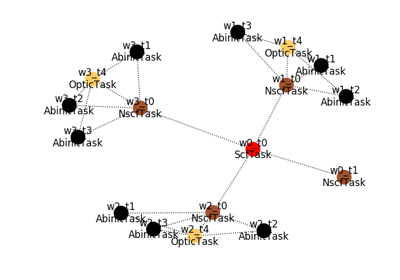 w1_t3
AbinitTask
w1_t4
OpticTask
w1_t1
AbinitTask
w1_t0
NscfTask
w1_t2
AbinitTask
w3_t1
AbinitTask
w3_t4
OpticTask
w3_t2
AbinitTask
w3_t0
NscfTask
w3_t3
AbinitTask
w0_t0
ScfTask
w0_t1
NscfTask
w2_t1
AbinitTask
w2_t0
NscfTask
w2_t3
AbinitTask
w2_t4
OpticTask
w2_t2
AbinitTask